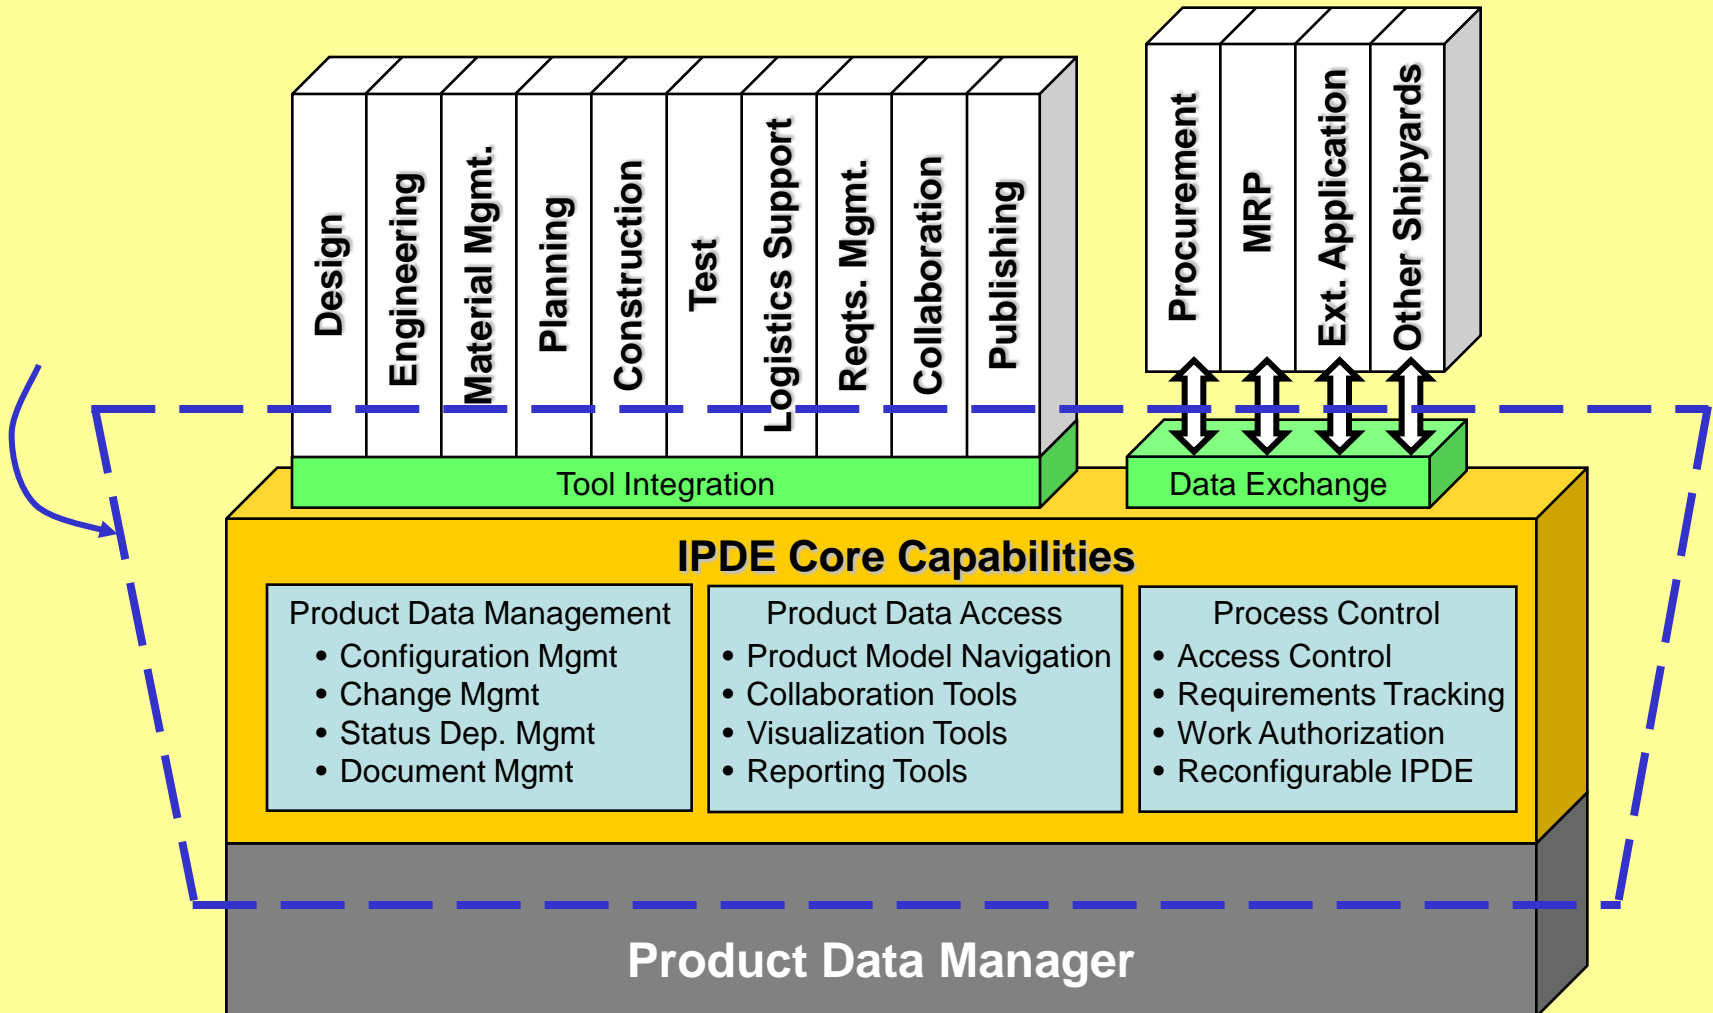 Design
Engineering
Material Mgmt.
Planning
Construction
Test
Logistics Support
Reqts. Mgmt.
Collaboration
Publishing
Procurement
MRP
Ext. Application
Other Shipyards
Tool Integration
Data Exchange
IPDE Core Capabilities
Product Data Management
• Configuration Mgmt
• Change Mgmt
• Status Dep. Mgmt
• Document Mgmt
Product Data Access
• Product Model Navigation
• Collaboration Tools
• Visualization Tools
• Reporting Tools
Process Control
• Access Control
• Requirements Tracking
• Work Authorization
• Reconfigurable IPDE
Product Data Manager